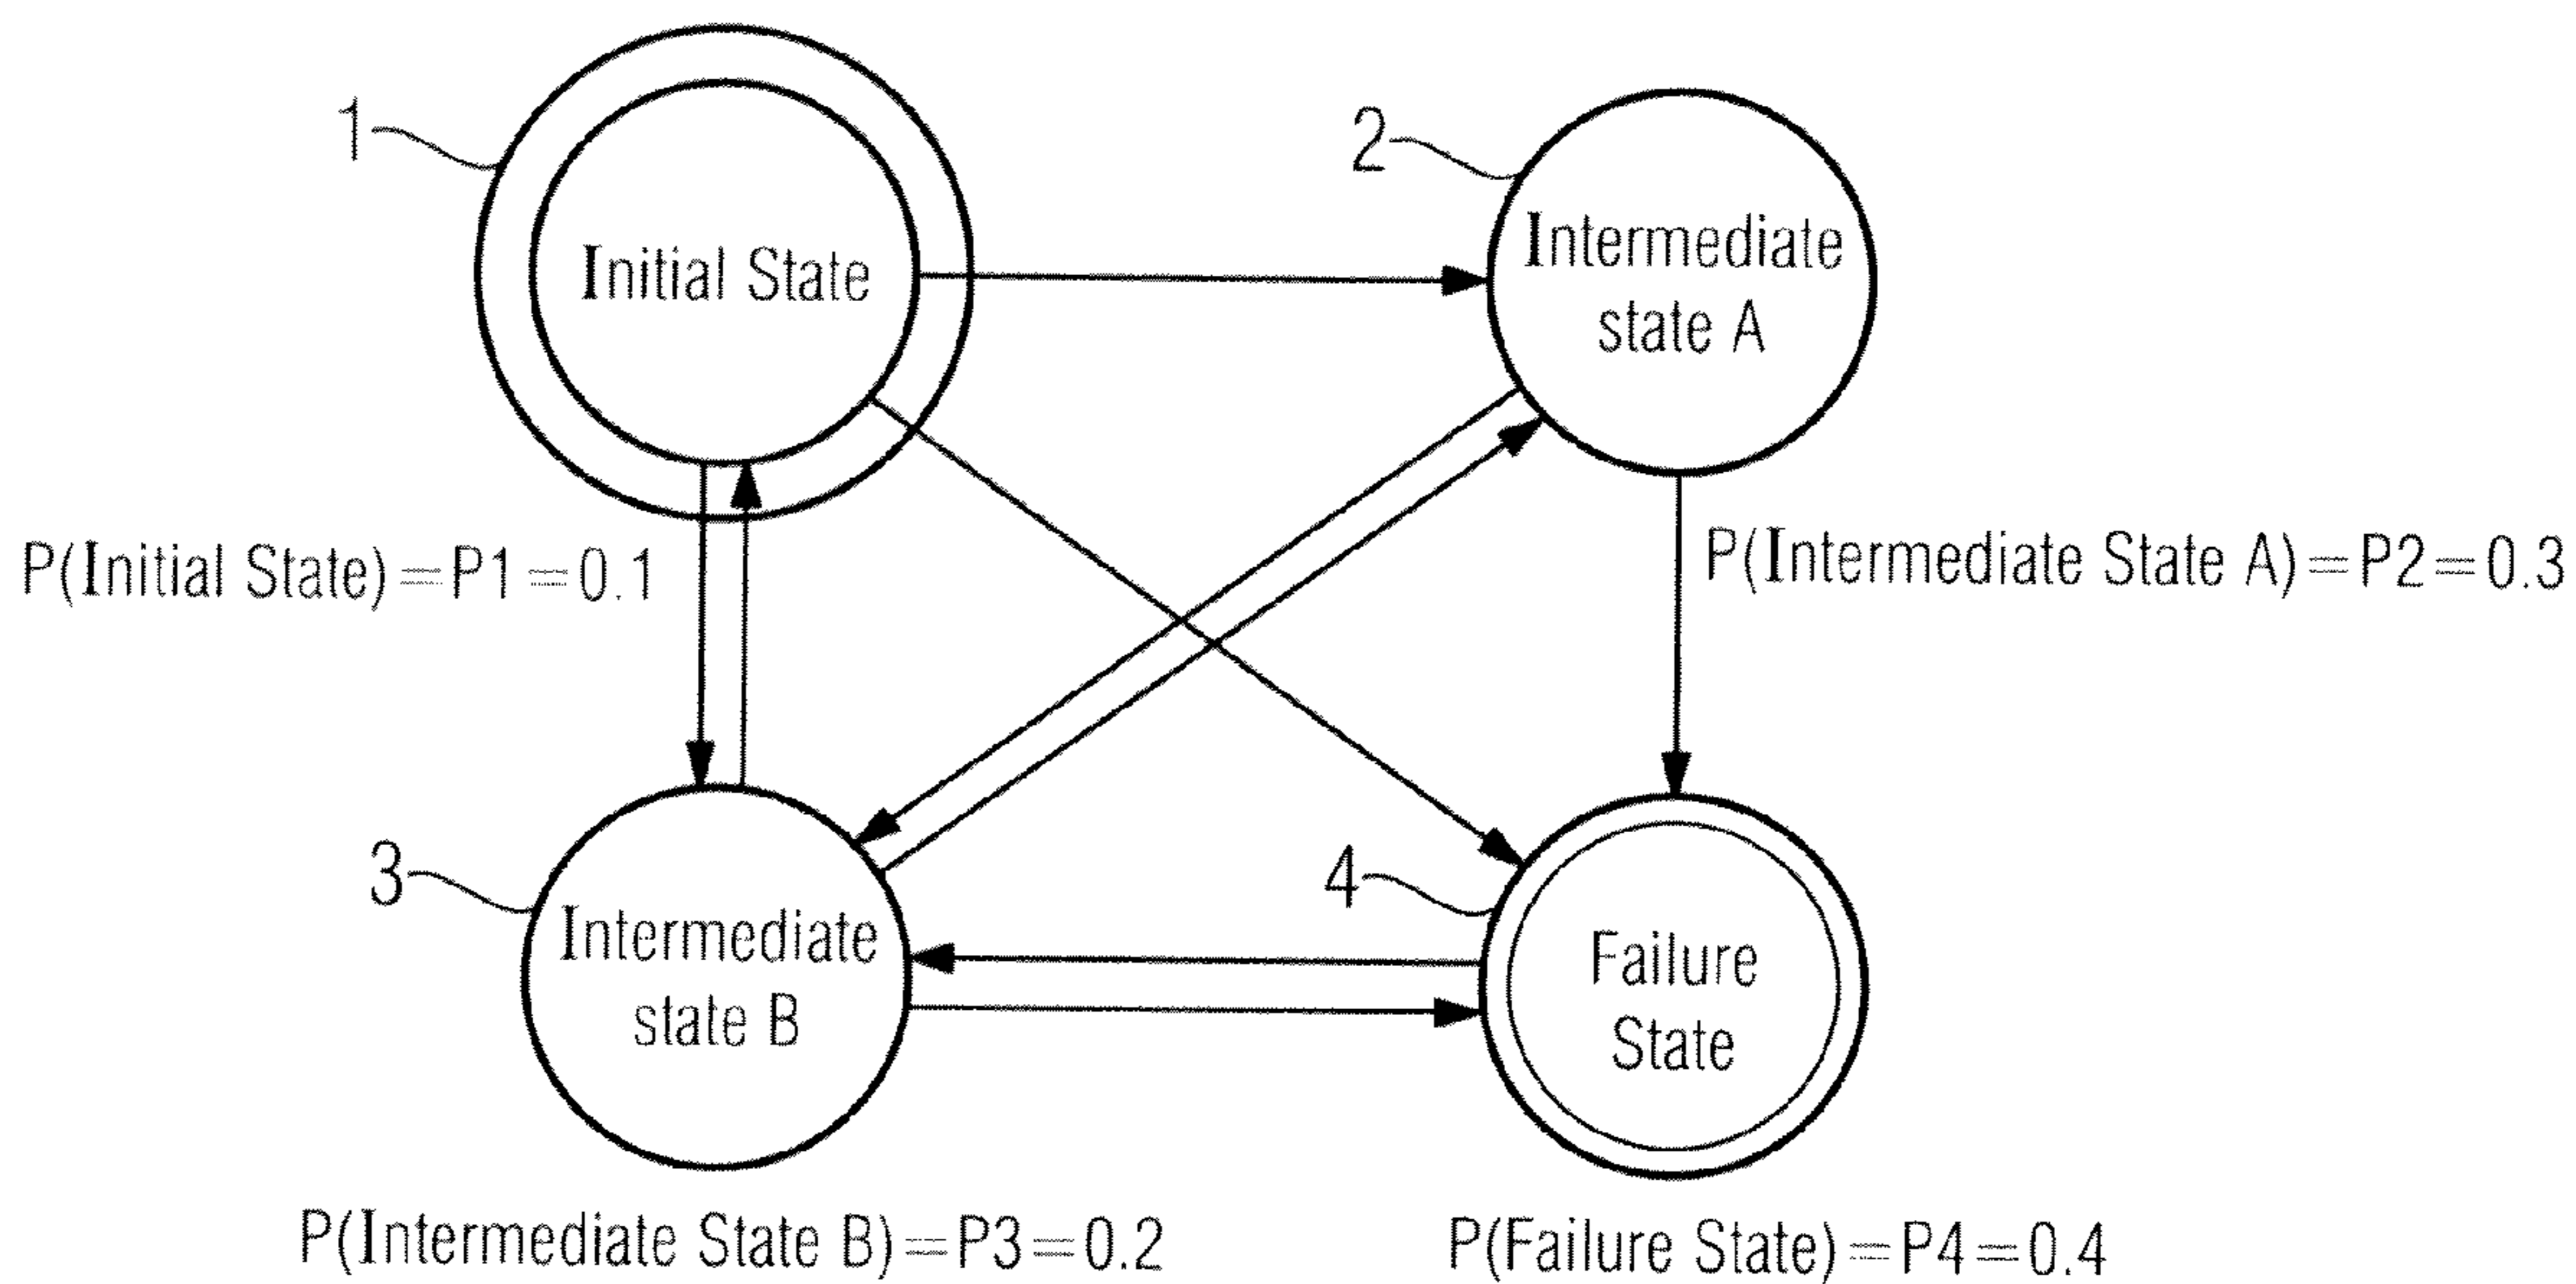 1
Initial State
2
Intermediate
state A
P(Initial State)=P1=0.1
P(Intermediate State A)=P2=0.3
3
Intermediate
state B
4
Failure
State
P(Intermediate State B)=P3=0.2
P(Failure State)=P4=0.4